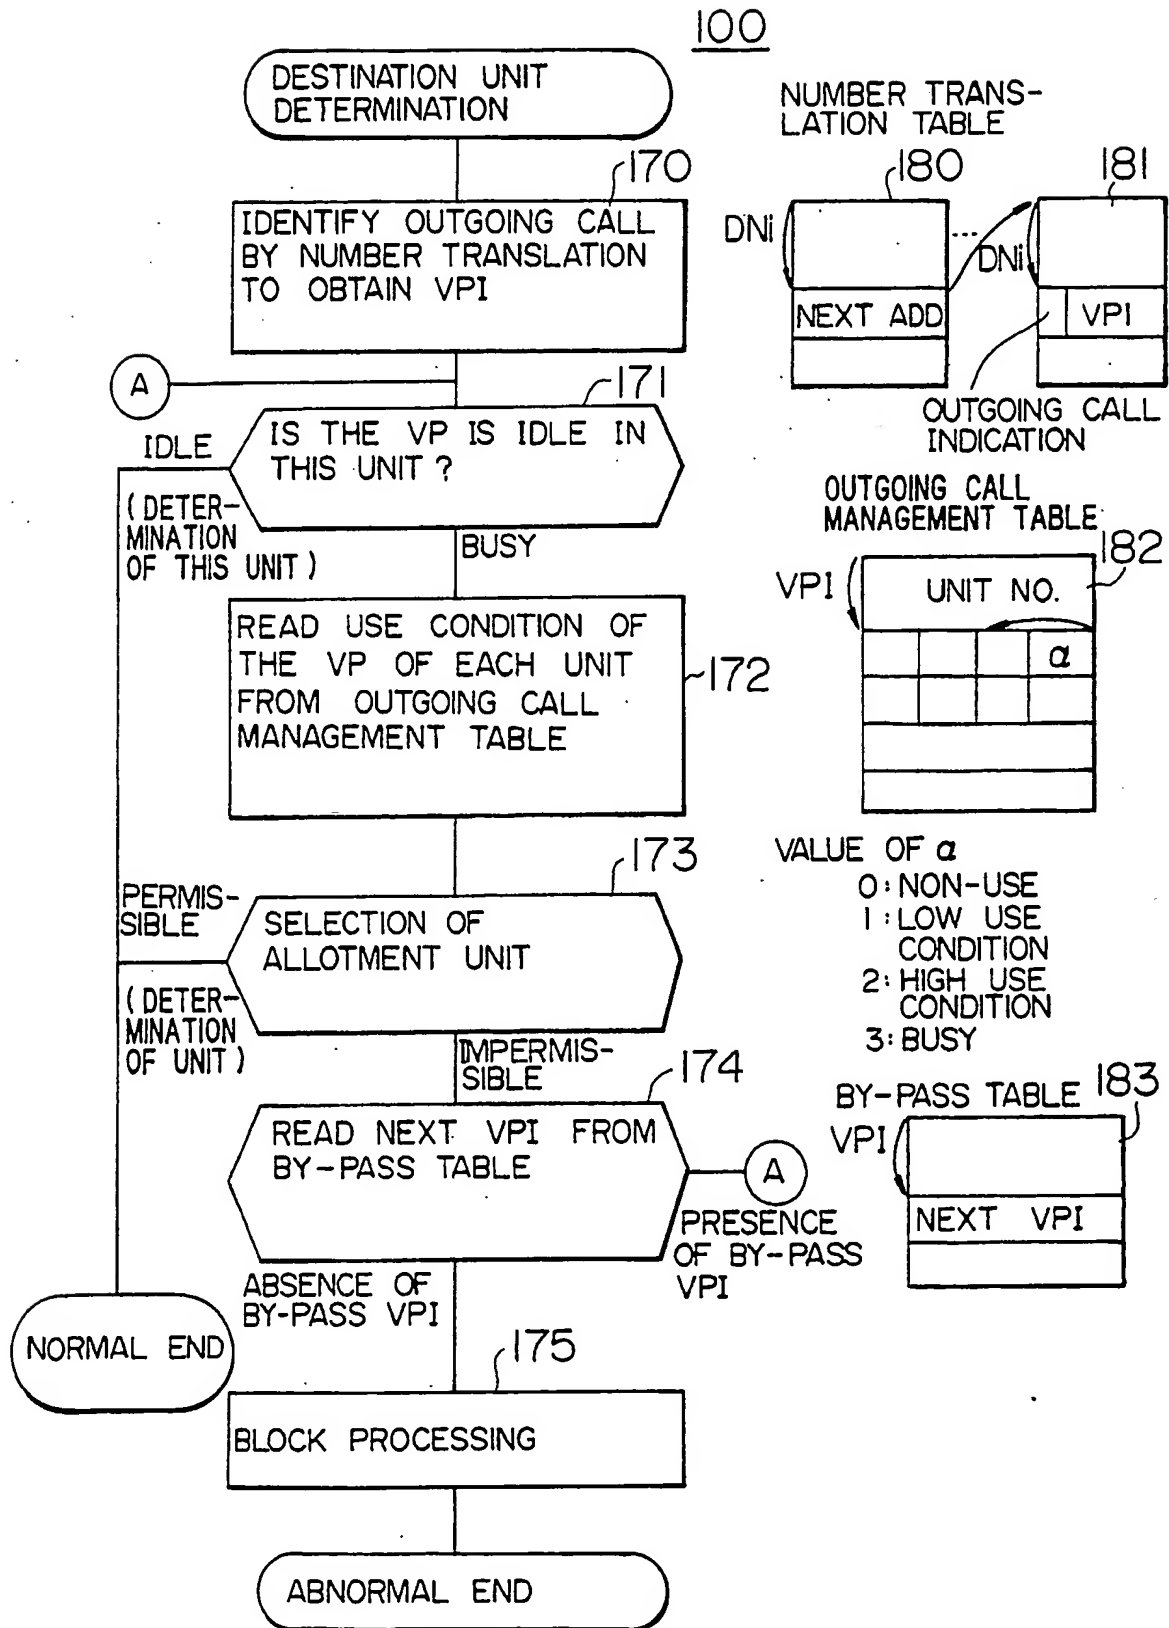 100
DESTINATION UNIT
DETERMINATION
170
IDENTIFY OUTGOING CALL
BY NUMBER TRANSLATION
TO OBTAIN VPI
A
171
IS THE VP IS IDLE IN
THIS UNIT ?
IDLE
(DETER-
MINATION
OF THIS UNIT)
BUSY
READ USE CONDITION OF
THE VP OF EACH UNIT
FROM OUTGOING CALL
MANAGEMENT TABLE
172
173
PERMIS-
SIBLE
SELECTION OF
ALLOTMENT UNIT
(DETER-
MINATION
OF UNIT)
IMPERMIS-
SIBLE
174
READ NEXT VPI FROM
BY-PASS TABLE
A
PRESENCE
OF BY-PASS
VPI
ABSENCE OF
BY-PASS VPI
NORMAL END
175
BLOCK PROCESSING
ABNORMAL END
NUMBER TRANS-
LATION TABLE
180
181
DNi
...
DNi
NEXT ADD
VPI
OUTGOING CALL
INDICATION
OUTGOING CALL
MANAGEMENT TABLE
182
VPI
UNIT NO.
α
VALUE OF α
0: NON-USE
1: LOW USE
CONDITION
2: HIGH USE
CONDITION
3: BUSY
BY-PASS TABLE
183
VPI
NEXT VPI